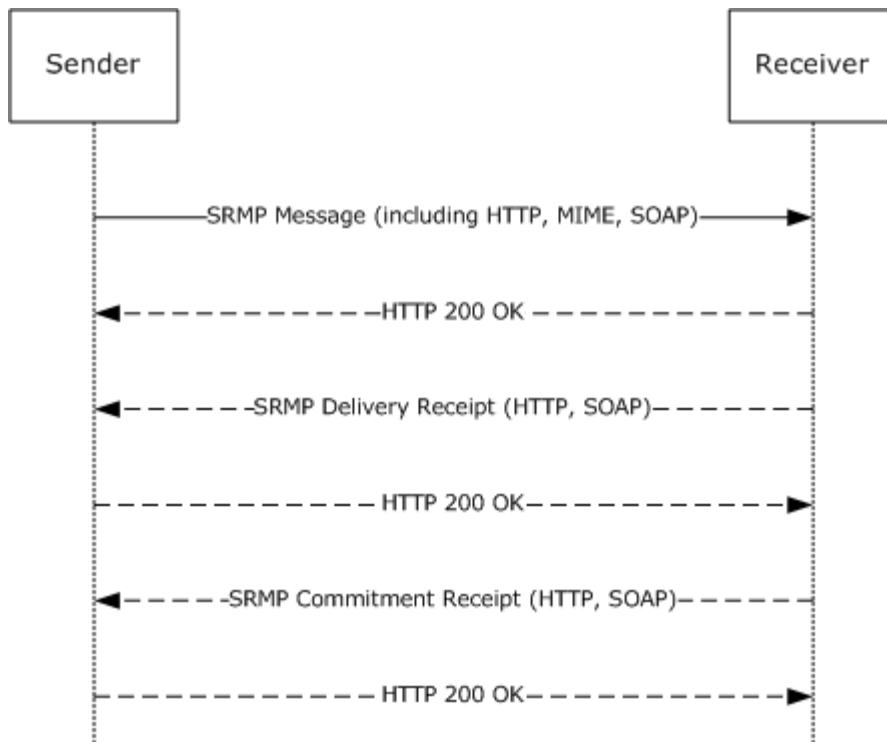 Sender
Receiver
SRMP Message (including HTTP, MIME, SOAP)
HTTP 200 OK
SRMP Delivery Receipt (HTTP, SOAP)
HTTP 200 OK
SRMP Commitment Receipt (HTTP, SOAP)
HTTP 200 OK